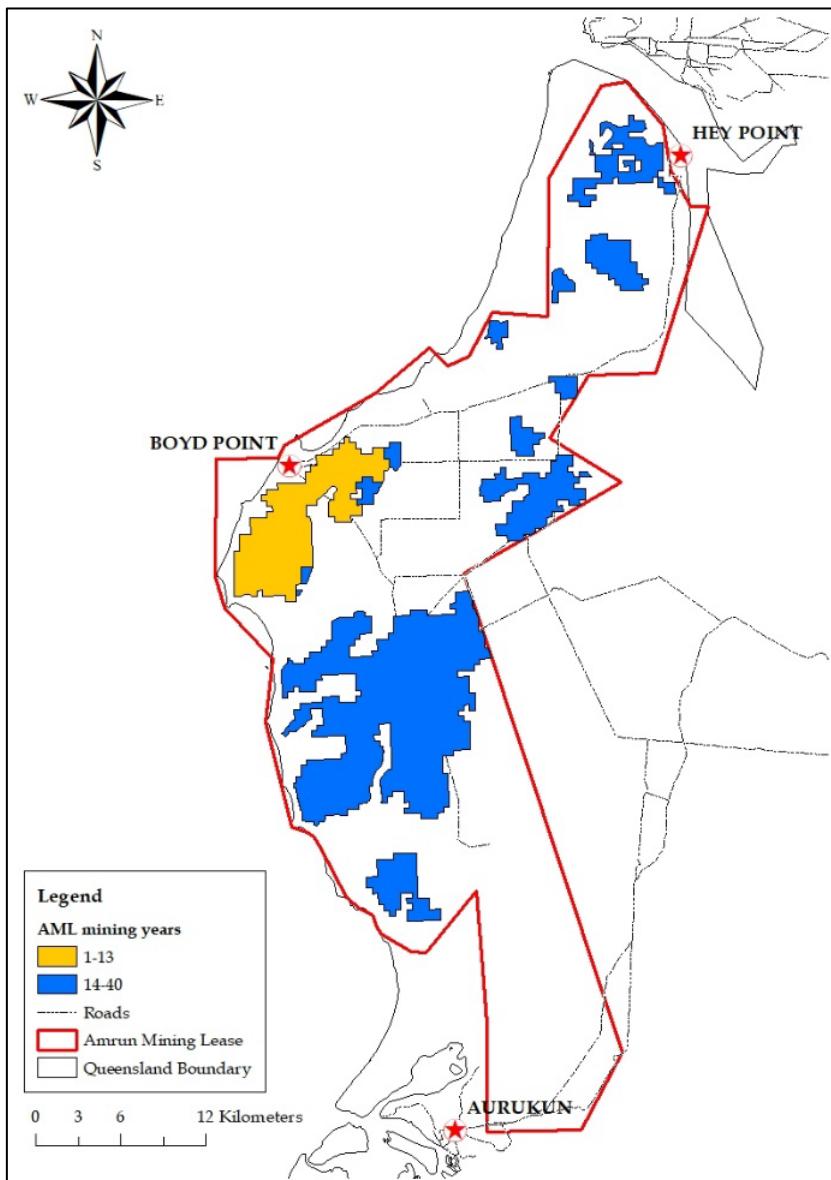 N
W E
S
HEY POINT
BOYD POINT
Legend
AML mining years
1-13
14-40
Roads
Amrun Mining Lease
Queensland Boundary
0 3 6 12 Kilometers
AURUKUN